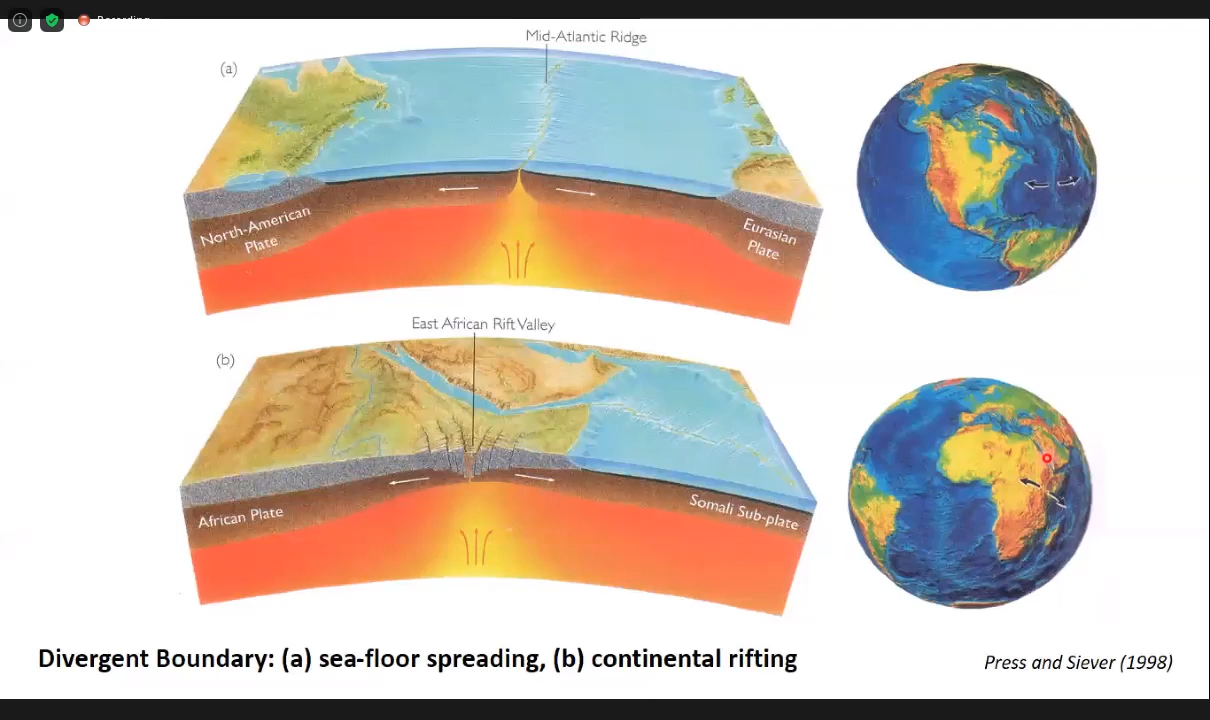 Recording
Mid-Atlantic Ridge
(a)
North-American
Plate
Eurasian
Plate
East African Rift Valley
(b)
African Plate
Somali Sub-plate
Divergent Boundary: (a) sea-floor spreading, (b) continental rifting
Press and Siever (1998)